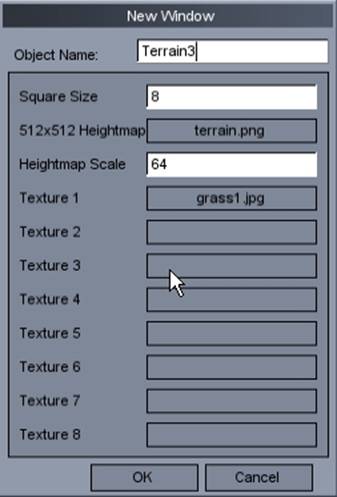 New Window
Object Name: Terrain3
Square Size 8
512x512 Heightmap terrain.png
Heightmap Scale 64
Texture 1 grass1.jpg
Texture 2
Texture 3
Texture 4
Texture 5
Texture 6
Texture 7
Texture 8
OK Cancel